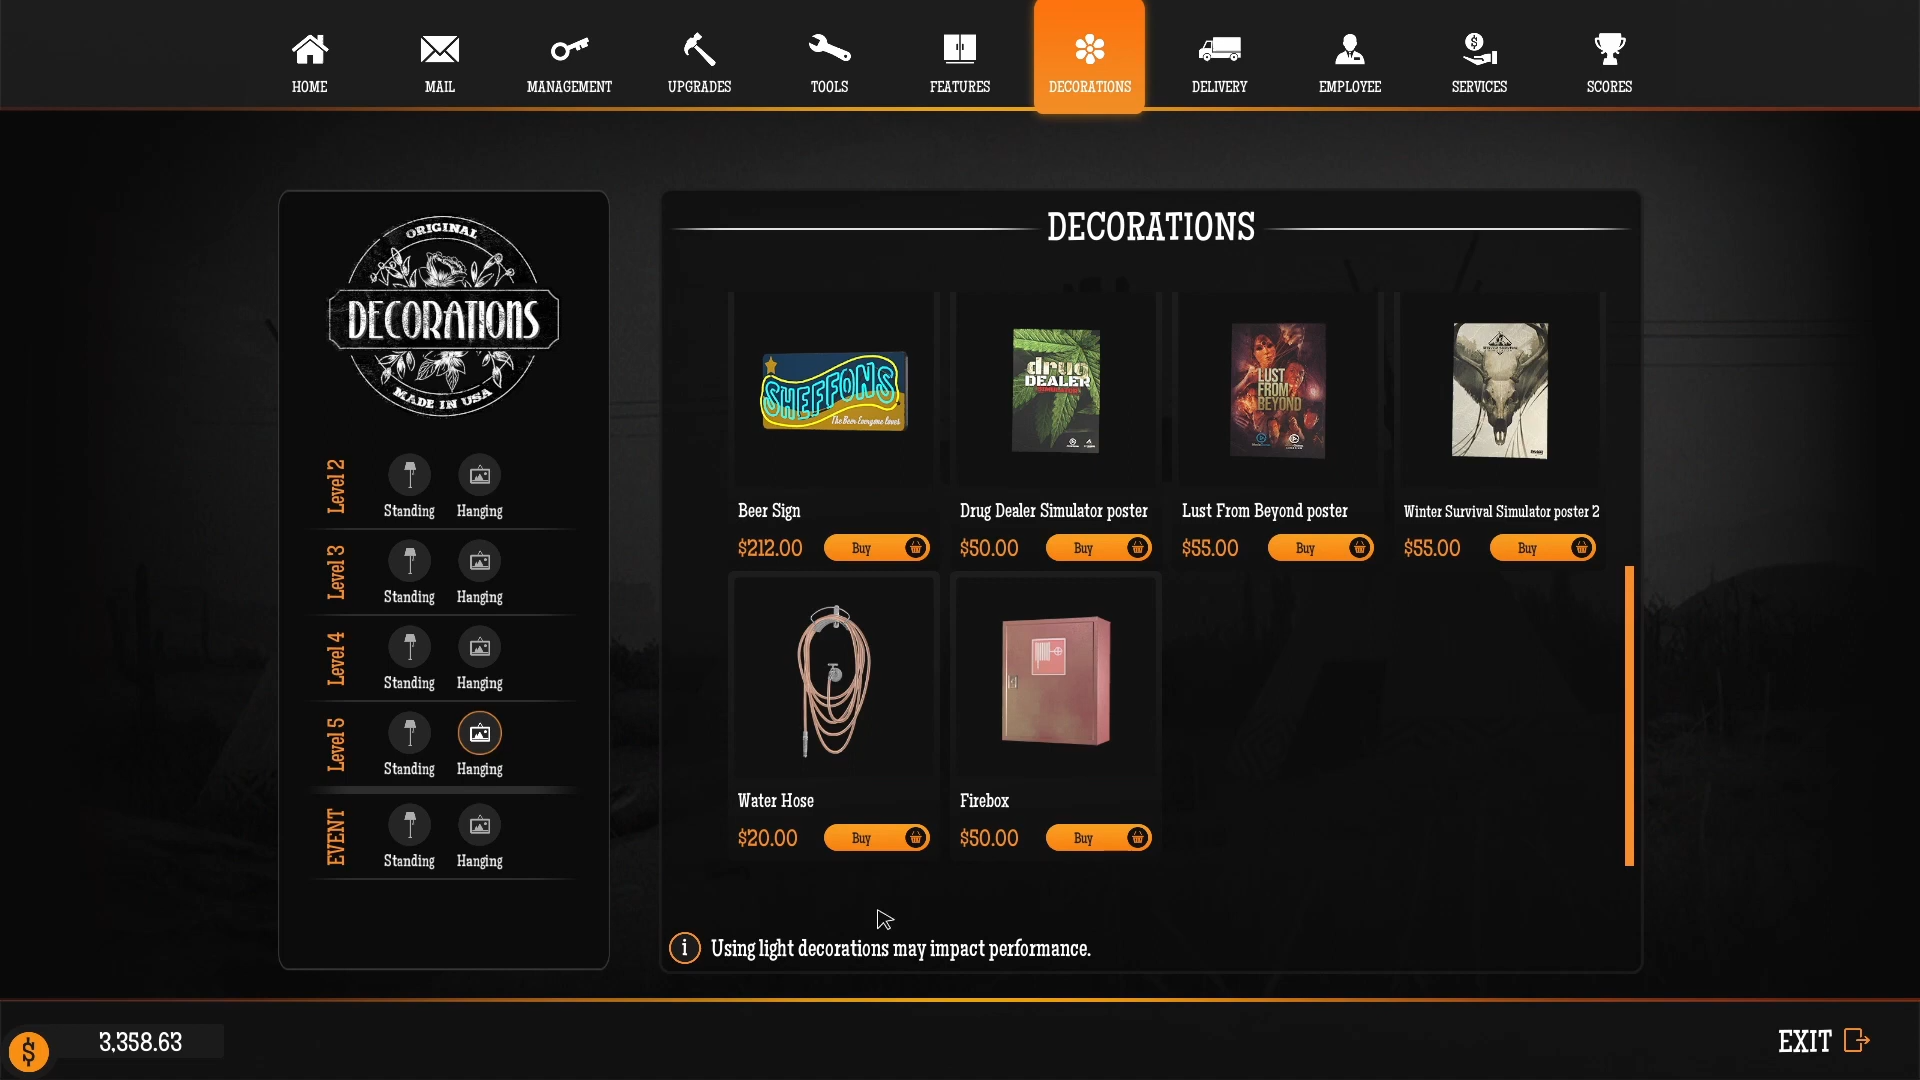 HOME
MAIL
MANAGEMENT
UPGRADES
TOOLS
FEATURES
DECORATIONS
DELIVERY
EMPLOYEE
SERVICES
SCORES
ORIGINAL
DECORATIONS
MADE IN USA
Level 2
Standing
Hanging
Level 3
Standing
Hanging
Level 4
Standing
Hanging
Level 5
Standing
Hanging
EVENT
Standing
Hanging
DECORATIONS
SHEFFONS
The Beer Everyone loves
drug
DEALER
LUST
FROM
BEYOND
Beer Sign
$212.00
Buy
Drug Dealer Simulator poster
$50.00
Buy
Lust From Beyond poster
$55.00
Buy
Winter Survival Simulator poster 2
$55.00
Buy
Water Hose
$20.00
Buy
Firebox
$50.00
Buy
i Using light decorations may impact performance.
$ 3,358.63
EXIT